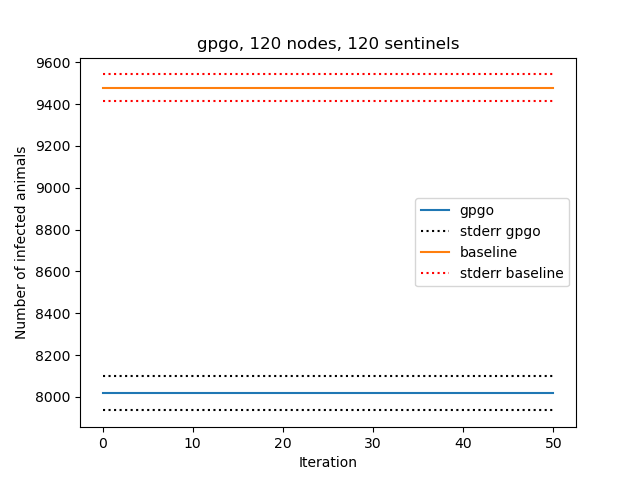 gpgo, 120 nodes, 120 sentinels
Number of infected animals
9600
9400
9200
9000
8800
8600
8400
8200
8000
gpgo
stderr gpgo
baseline
stderr baseline
0 10 20 30 40 50
Iteration